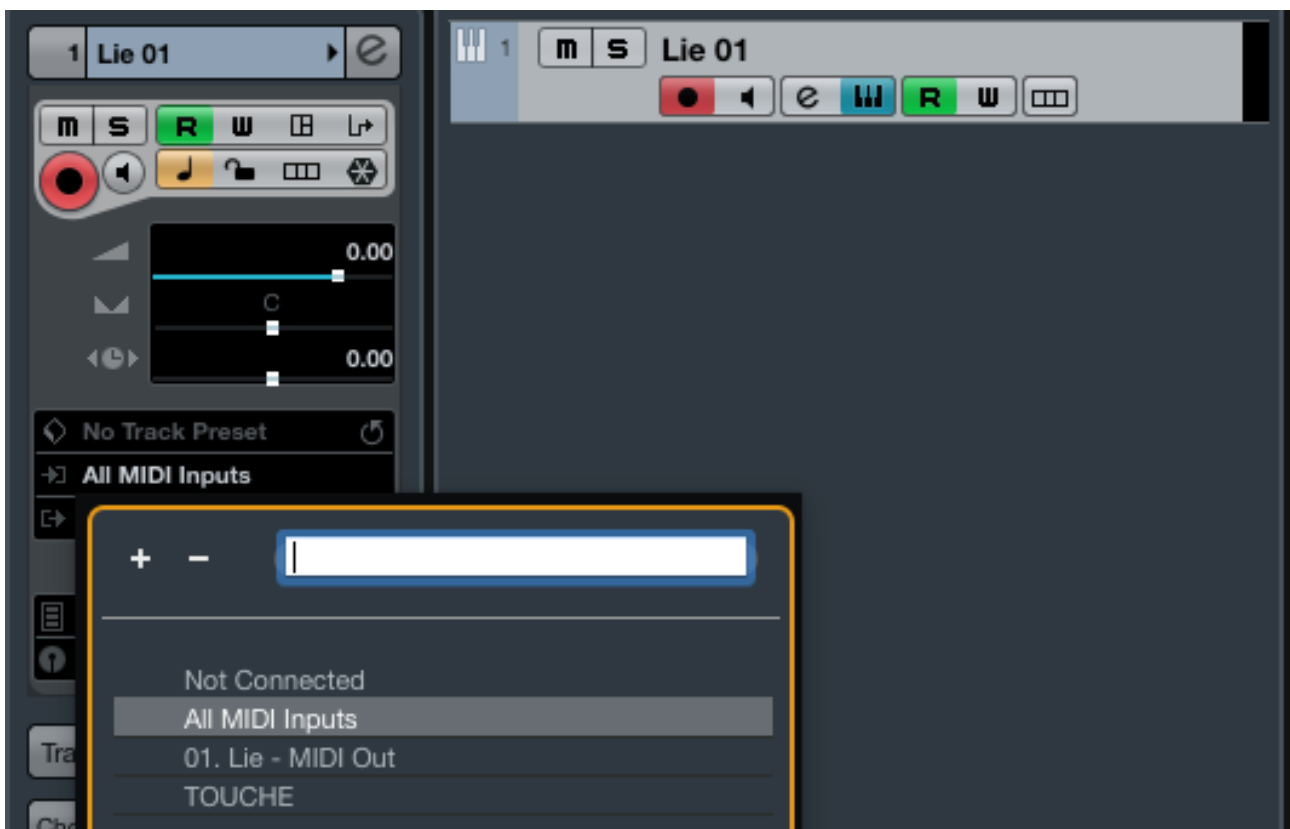 1 Lie 01 e
1 m S Lie 01
e R W
m S R W
0.00
C
0.00
No Track Preset
All MIDI Inputs
+ −
Not Connected
All MIDI Inputs
01. Lie - MIDI Out
TOUCHE